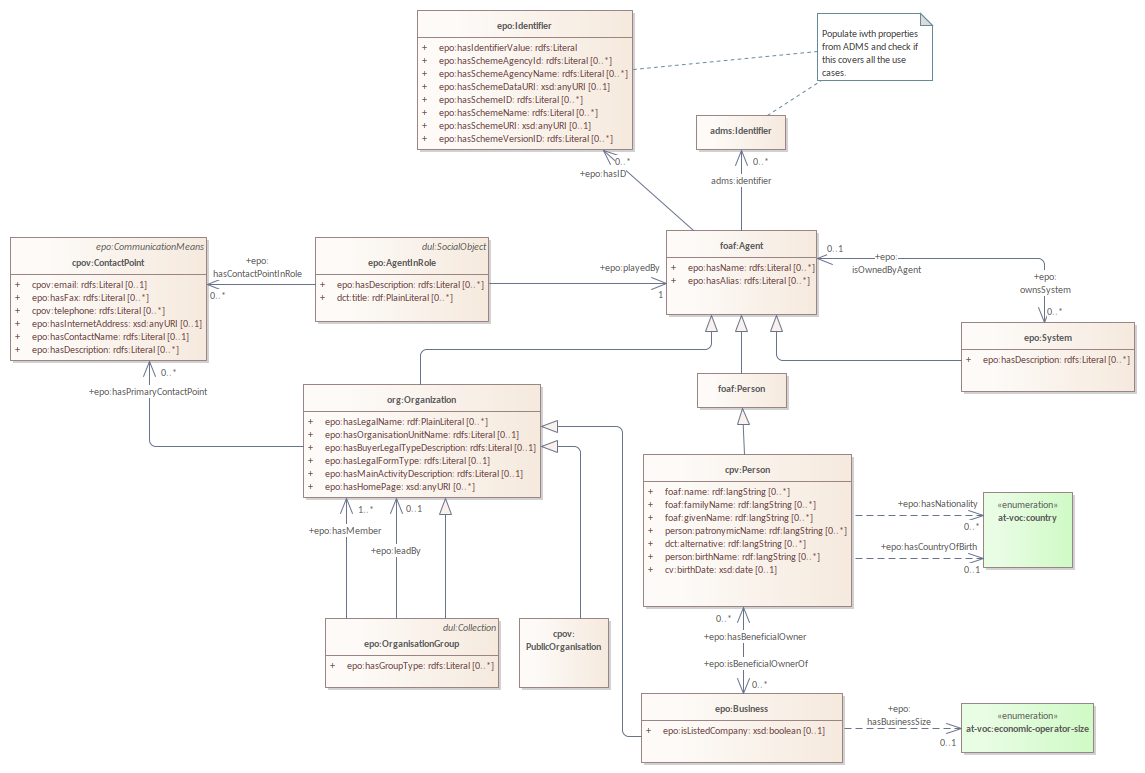 epo:Identifier
+ epo:hasIdentifierValue: rdfs:Literal
+ epo:hasSchemeAgencyId: rdfs:Literal [0..*]
+ epo:hasSchemeAgencyName: rdfs:Literal [0..*]
+ epo:hasSchemeDataURI: xsd:anyURI [0..1]
+ epo:hasSchemeID: rdfs:Literal [0..*]
+ epo:hasSchemeName: rdfs:Literal [0..*]
+ epo:hasSchemeURI: xsd:anyURI [0..1]
+ epo:hasSchemeVersionID: rdfs:Literal [0..*]
Populate iwth properties
from ADMS and check if
this covers all the use
cases.
adms:Identifier
0..*
+epo:hasID
0..*
adms:identifier
epo:CommunicationMeans
cpov:ContactPoint
+ cpov:email: rdfs:Literal [0..1]
+ epo:hasFax: rdfs:Literal [0..*]
+ cpov:telephone: rdfs:Literal [0..*]
+ epo:hasInternetAddress: xsd:anyURI [0..1]
+ epo:hasContactName: rdfs:Literal [0..1]
+ epo:hasDescription: rdfs:Literal [0..*]
+epo:
hasContactPointInRole
0..*
dul:SocialObject
epo:AgentInRole
+ epo:hasDescription: rdfs:Literal [0..*]
+ dct:title: rdf:PlainLiteral [0..*]
+epo:playedBy
1
foaf:Agent
+ epo:hasName: rdfs:Literal [0..*]
+ epo:hasAlias: rdfs:Literal [0..*]
0..1
+epo:
isOwnedByAgent
+epo:
ownsSystem
0..*
epo:System
+ epo:hasDescription: rdfs:Literal [0..*]
0..*
+epo:hasPrimaryContactPoint
org:Organization
+ epo:hasLegalName: rdf:PlainLiteral [0..*]
+ epo:hasOrganisationUnitName: rdfs:Literal [0..1]
+ epo:hasBuyerLegalTypeDescription: rdfs:Literal [0..1]
+ epo:hasLegalFormType: rdfs:Literal [0..1]
+ epo:hasMainActivityDescription: rdfs:Literal [0..1]
+ epo:hasHomePage: xsd:anyURI [0..*]
foaf:Person
cpv:Person
+ foaf:name: rdf:langString [0..*]
+ foaf:familyName: rdf:langString [0..*]
+ foaf:givenName: rdf:langString [0..*]
+ person:patronymicName: rdf:langString [0..*]
+ dct:alternative: rdf:langString [0..*]
+ person:birthName: rdf:langString [0..*]
+ cv:birthDate: xsd:date [0..1]
+epo:hasNationality
0..*
+epo:hasCountryOfBirth
0..1
«enumeration»
at-voc:country
1..*
+epo:hasMember
0..1
+epo:leadBy
dul:Collection
epo:OrganisationGroup
+ epo:hasGroupType: rdfs:Literal [0..*]
cpov:
PublicOrganisation
0..*
+epo:hasBeneficialOwner
+epo:isBeneficialOwnerOf
0..*
epo:Business
+ epo:isListedCompany: xsd:boolean [0..1]
+epo:
hasBusinessSize
0..1
«enumeration»
at-voc:economic-operator-size